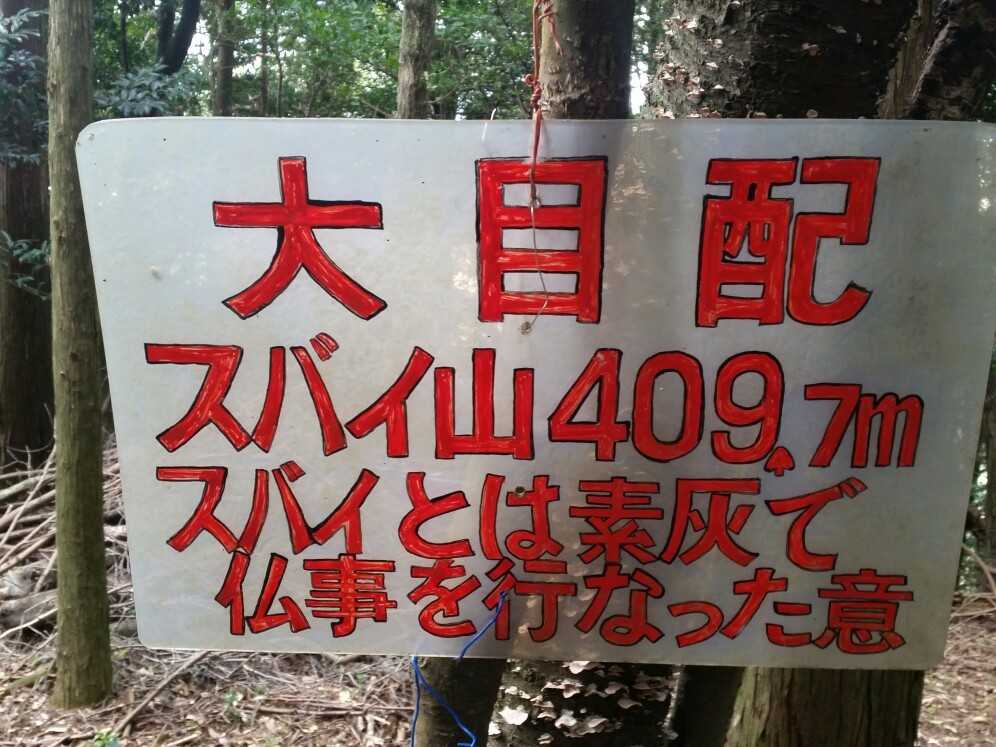 大目配
スバイ山409.7m
スバイとは素灰で
仏事を行なった意